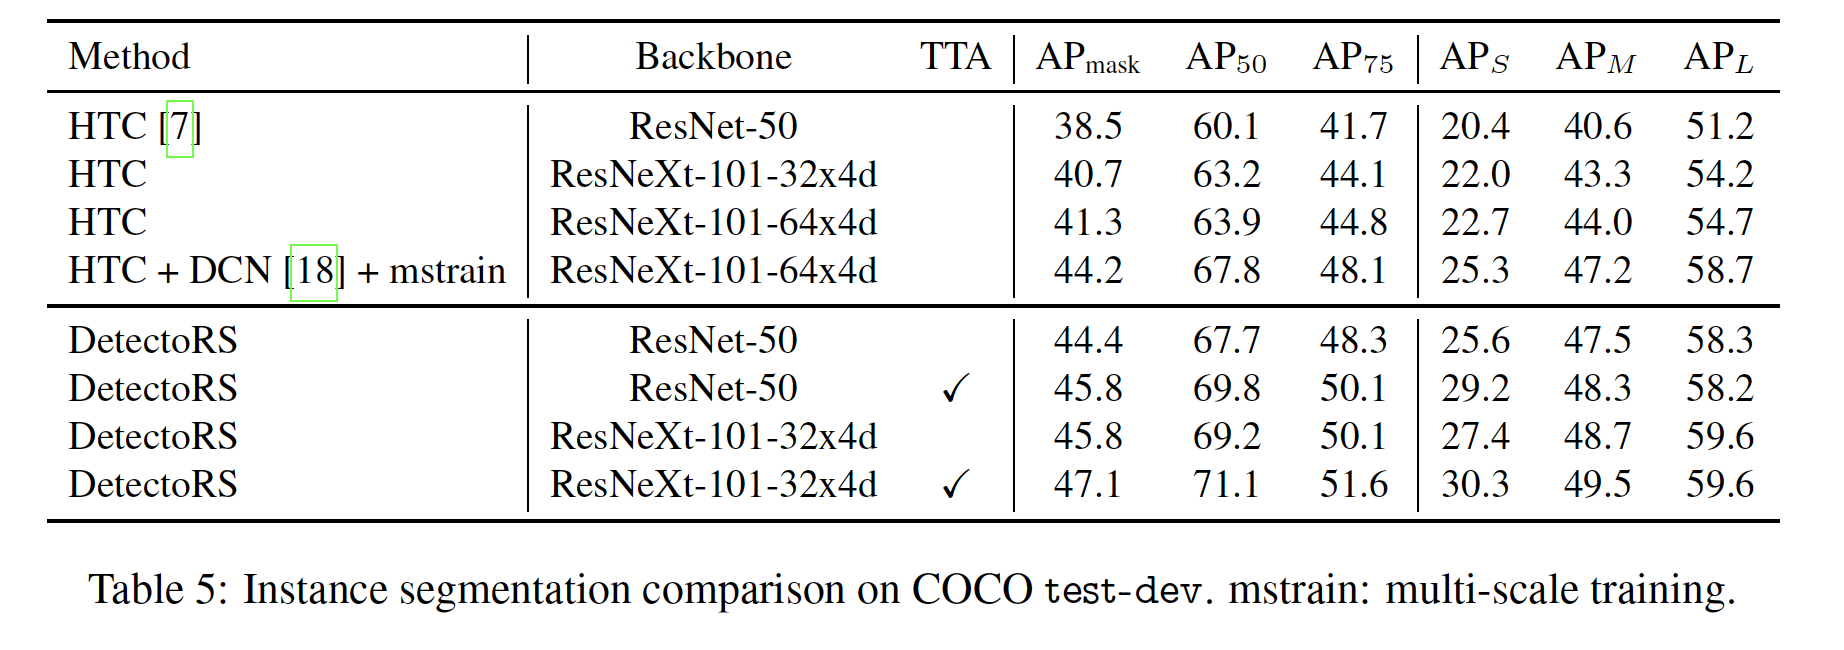 Method Backbone TTA APmask AP50 AP75 APS APM APL
HTC [7] ResNet-50 38.5 60.1 41.7 20.4 40.6 51.2
HTC ResNeXt-101-32x4d 40.7 63.2 44.1 22.0 43.3 54.2
HTC ResNeXt-101-64x4d 41.3 63.9 44.8 22.7 44.0 54.7
HTC + DCN [18] + mstrain ResNeXt-101-64x4d 44.2 67.8 48.1 25.3 47.2 58.7
DetectoRS ResNet-50 44.4 67.7 48.3 25.6 47.5 58.3
DetectoRS ResNet-50 ✓ 45.8 69.8 50.1 29.2 48.3 58.2
DetectoRS ResNeXt-101-32x4d 45.8 69.2 50.1 27.4 48.7 59.6
DetectoRS ResNeXt-101-32x4d ✓ 47.1 71.1 51.6 30.3 49.5 59.6
Table 5: Instance segmentation comparison on COCO test-dev. mstrain: multi-scale training.